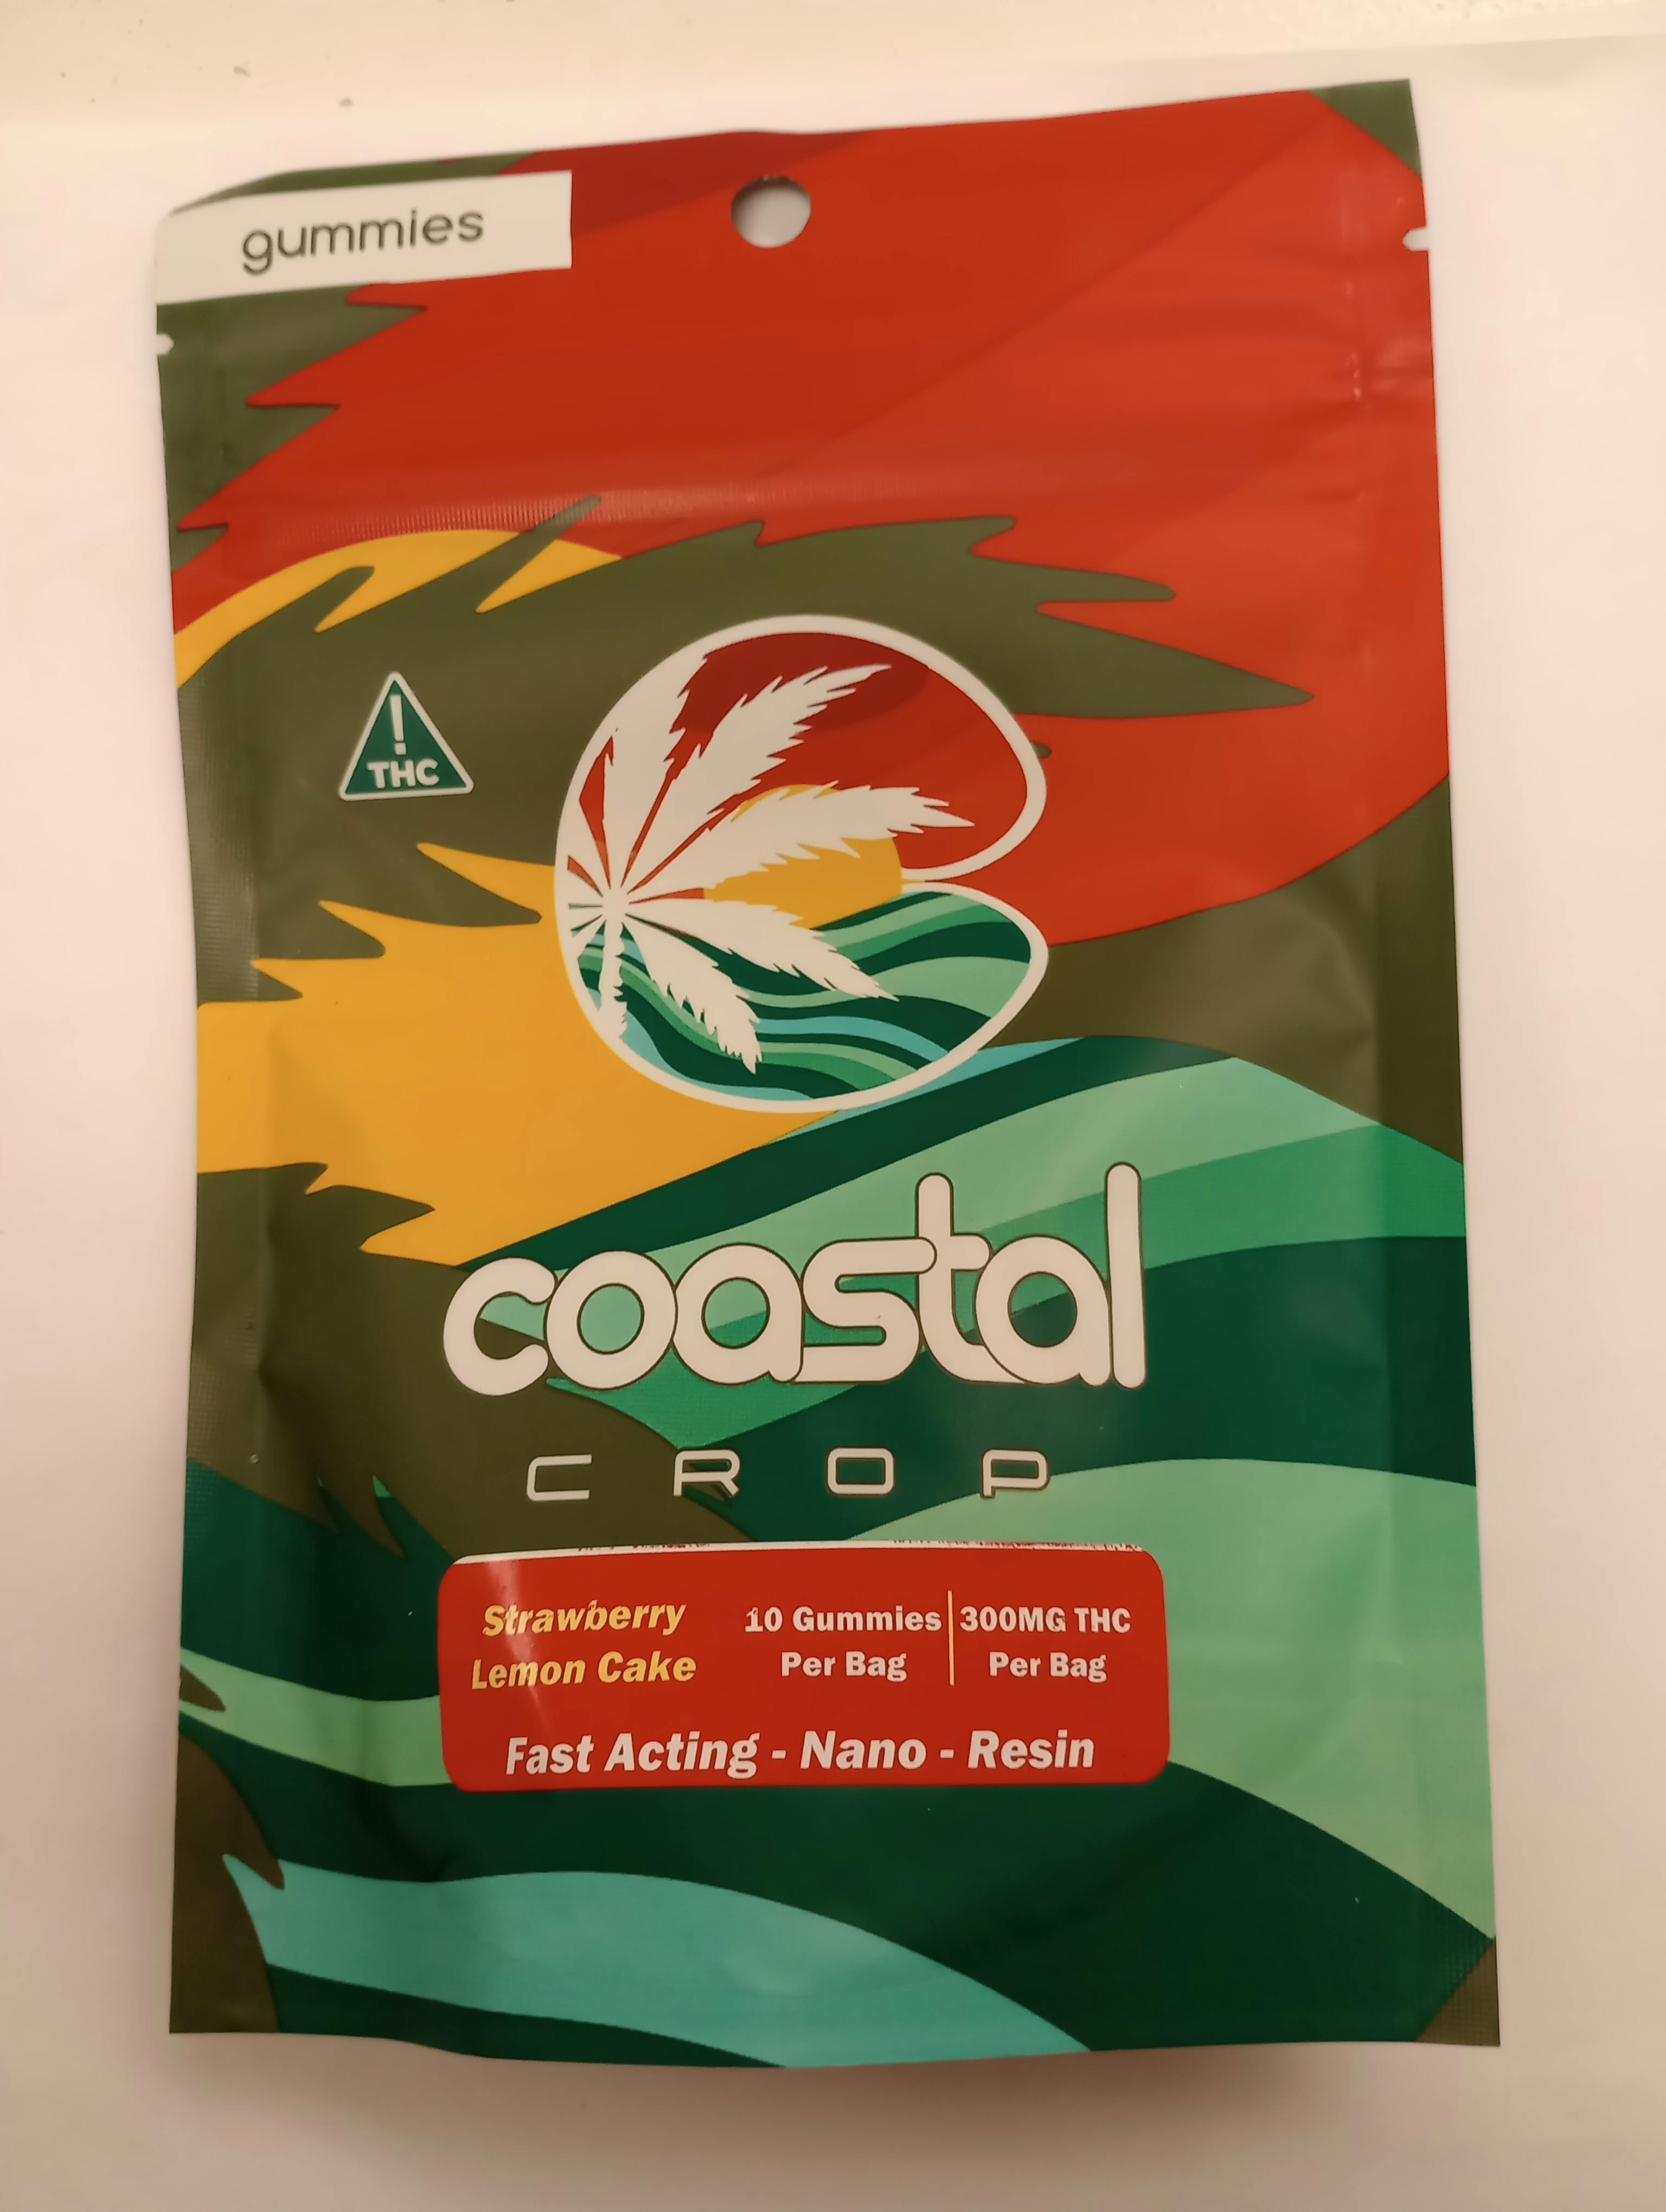 gummies
!
THC
coastal
CROP
Strawberry
Lemon Cake
10 Gummies
Per Bag
300MG THC
Per Bag
Fast Acting - Nano - Resin